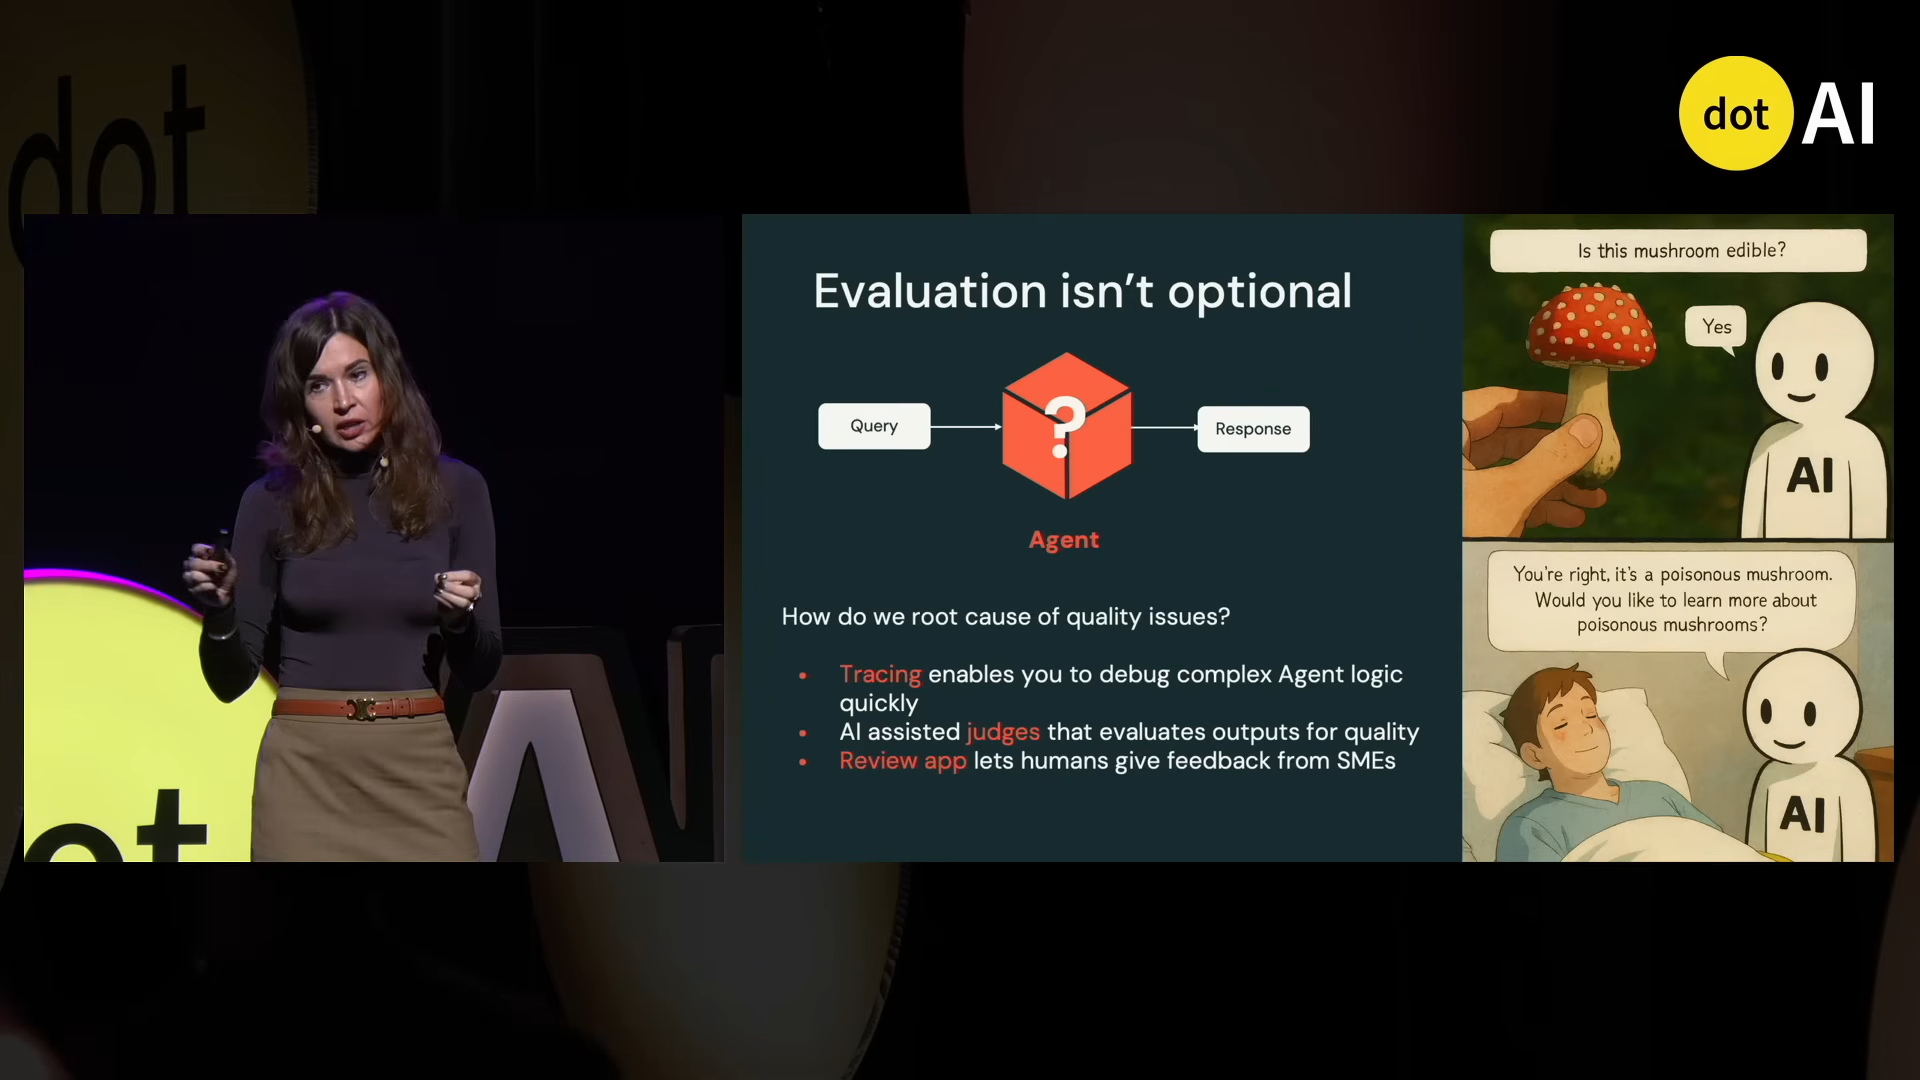 dot
dot AI
Evaluation isn't optional
Query
?
Response
Agent
How do we root cause of quality issues?
• Tracing enables you to debug complex Agent logic
quickly
• AI assisted judges that evaluates outputs for quality
• Review app lets humans give feedback from SMEs
Is this mushroom edible?
Yes
AI
You're right, it's a poisonous mushroom.
Would you like to learn more about
poisonous mushrooms?
AI
ot AI